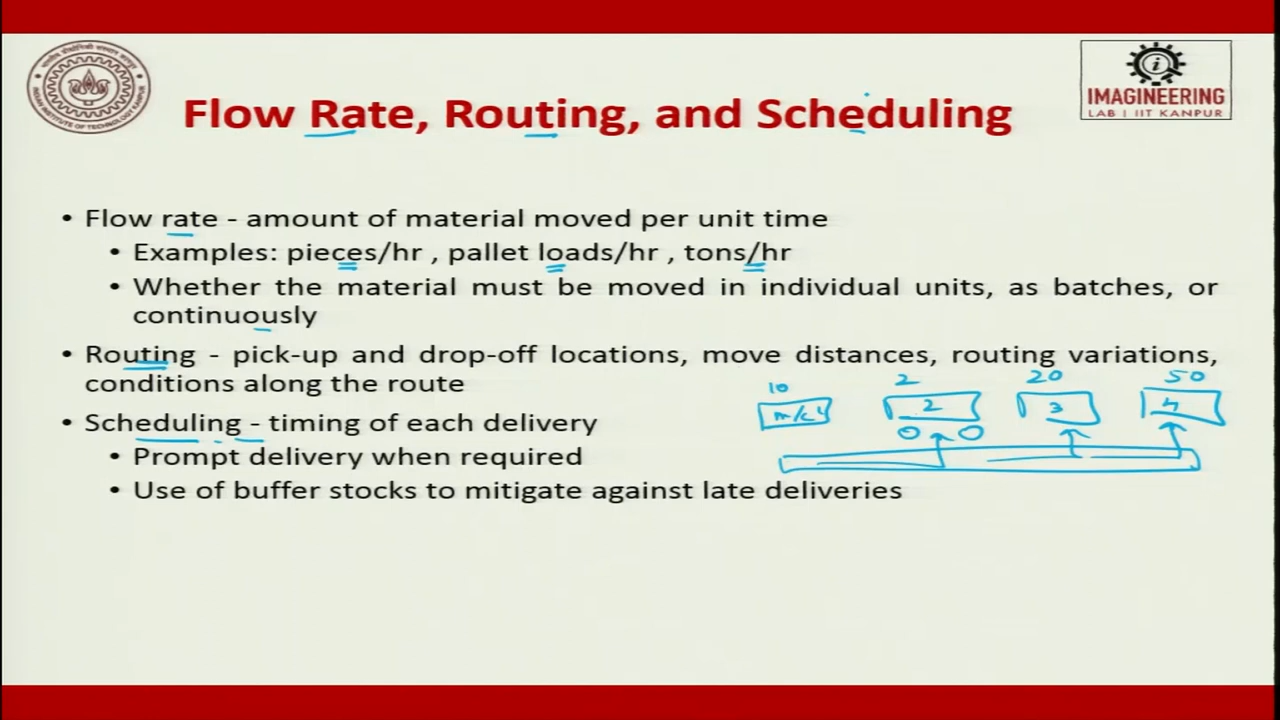 IMAGINEERING
LAB | IIT KANPUR
Flow Rate, Routing, and Scheduling
• Flow rate - amount of material moved per unit time
• Examples: pieces/hr , pallet loads/hr , tons/hr
• Whether the material must be moved in individual units, as batches, or
continuously
• Routing - pick-up and drop-off locations, move distances, routing variations,
conditions along the route
10 2 20 50
m/c 1 2 3 4
• Scheduling - timing of each delivery
• Prompt delivery when required
• Use of buffer stocks to mitigate against late deliveries